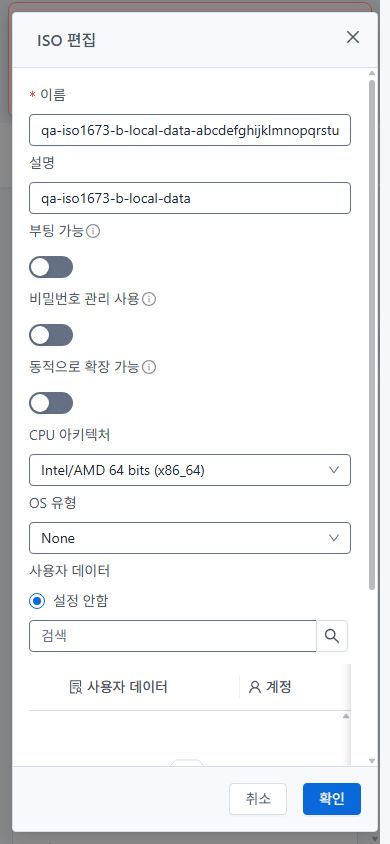 ISO 편집
* 이름
qa-iso1673-b-local-data-abcdefghijklmnopqrstu
설명
qa-iso1673-b-local-data
부팅 가능
비밀번호 관리 사용
동적으로 확장 가능
CPU 아키텍처
Intel/AMD 64 bits (x86_64)
OS 유형
None
사용자 데이터
설정 안함
검색
사용자 데이터 계정
취소 확인